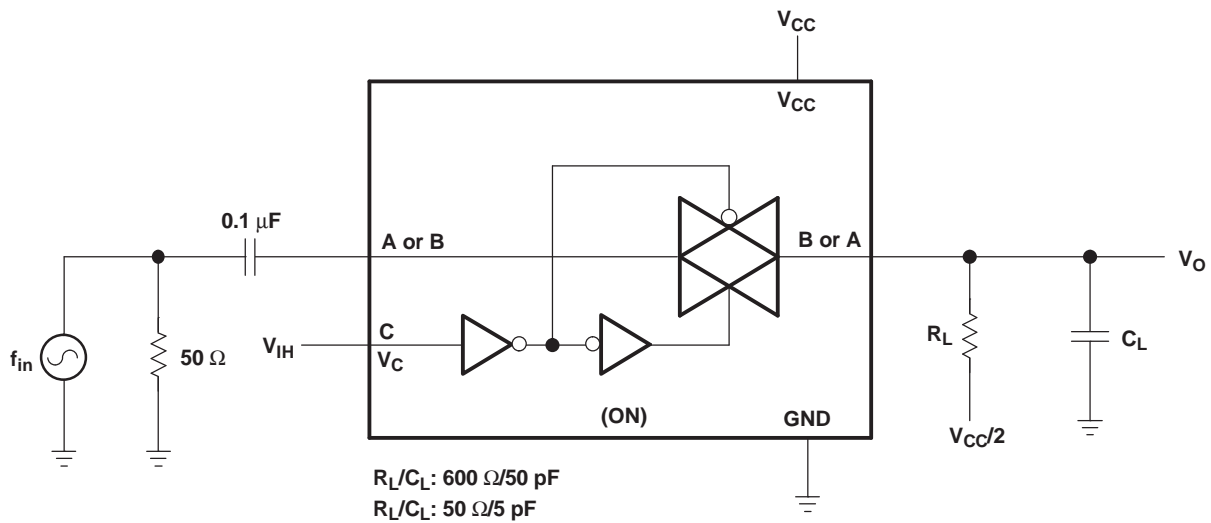 VCC
VCC
0.1 μF
A or B
B or A
VO
fin
50 Ω
VIH
C
VC
RL
CL
(ON)
GND
VCC/2
RL/CL: 600 Ω/50 pF
RL/CL: 50 Ω/5 pF